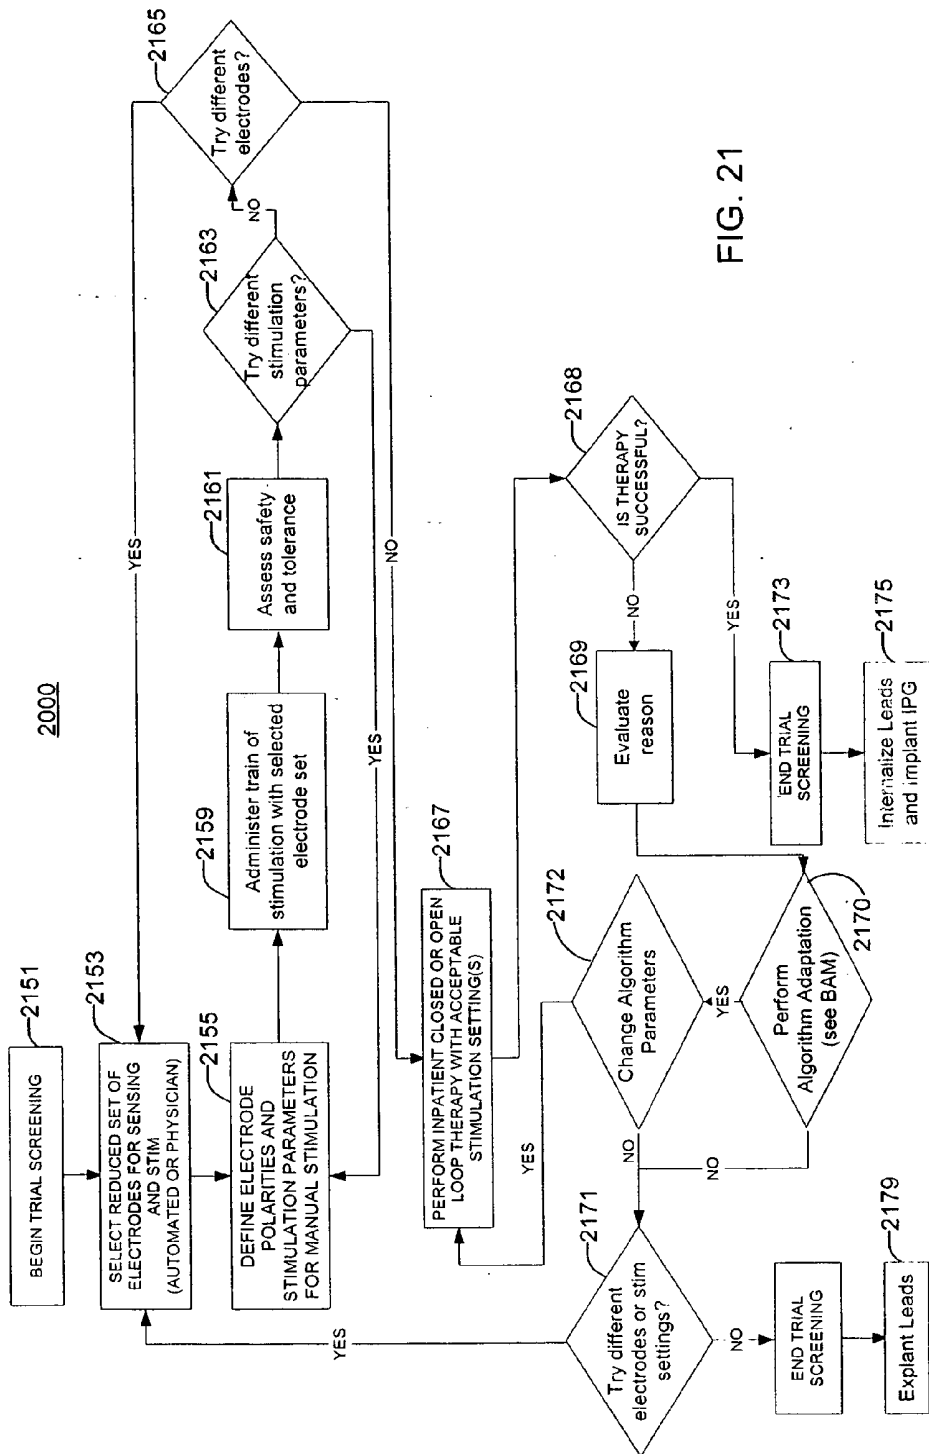 2000
BEGIN TRIAL SCREENING
2151
SELECT REDUCED SET OF
ELECTRODES FOR SENSING
AND STIM
(AUTOMATED OR PHYSICIAN)
2153
DEFINE ELECTRODE
POLARITIES AND
STIMULATION PARAMETERS
FOR MANUAL STIMULATION
2155
Administer train of
stimulation with selected
electrode set
2159
Assess safety
and tolerance
2161
Try different
stimulation
parameters?
2163
NO
YES
Try different
electrodes?
2165
YES
NO
PERFORM INPATIENT CLOSED OR OPEN
LOOP THERAPY WITH ACCEPTABLE
STIMULATION SETTING(S)
2167
IS THERAPY
SUCCESSFUL?
2168
NO
YES
Evaluate
reason
2169
END TRIAL
SCREENING
2173
Internalize Leads
and implant IPG
2175
Perform
Algorithm Adaptation
(see BAM)
2170
YES
NO
Change Algorithm
Parameters
2172
YES
NO
Try different
electrodes or stim
settings?
2171
YES
NO
END TRIAL
SCREENING
Explant Leads
2179
FIG. 21